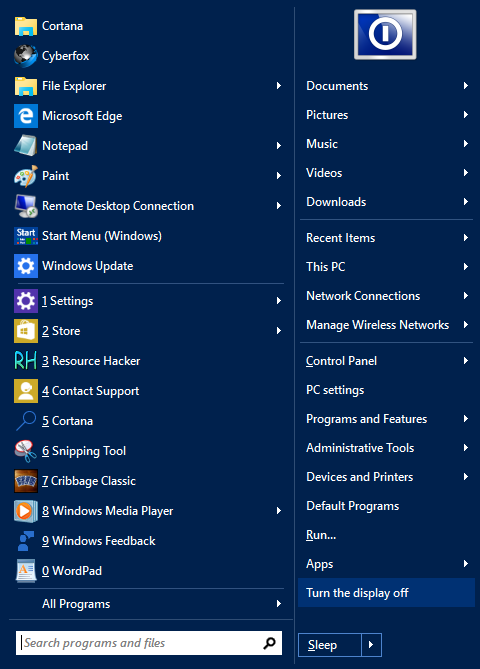 Cortana
Cyberfox
File Explorer
Microsoft Edge
Notepad
Paint
Remote Desktop Connection
Start Start Menu (Windows)
Windows Update
1 Settings
2 Store
RH 3 Resource Hacker
4 Contact Support
5 Cortana
6 Snipping Tool
7 Cribbage Classic
8 Windows Media Player
9 Windows Feedback
0 WordPad
All Programs
Search programs and files
Documents
Pictures
Music
Videos
Downloads
Recent Items
This PC
Network Connections
Manage Wireless Networks
Control Panel
PC settings
Programs and Features
Administrative Tools
Devices and Printers
Default Programs
Run...
Apps
Turn the display off
Sleep